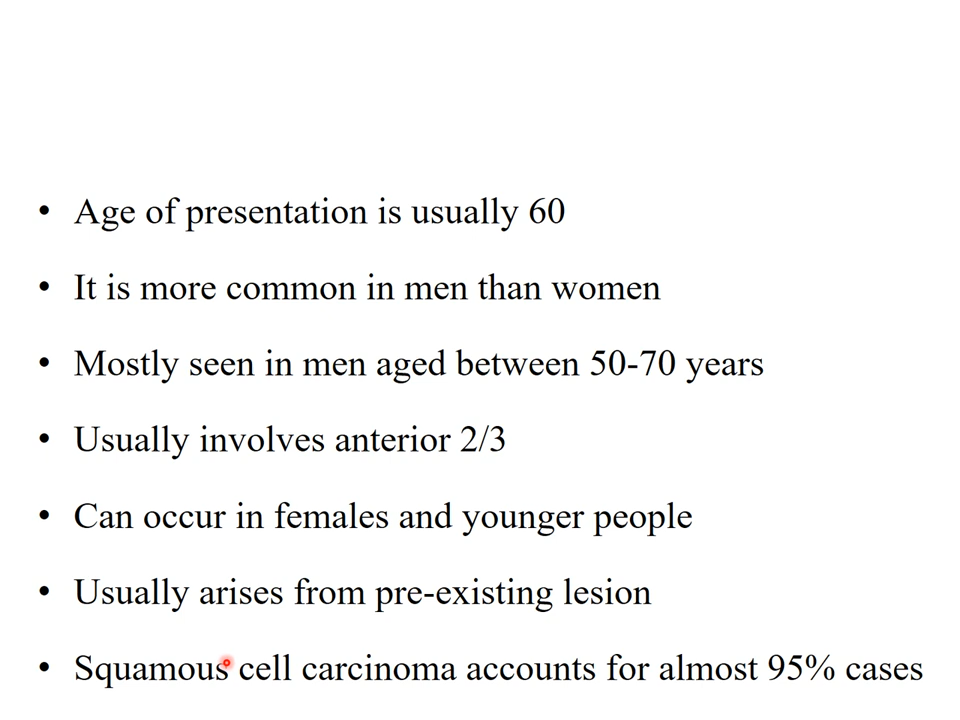 • Age of presentation is usually 60
• It is more common in men than women
• Mostly seen in men aged between 50-70 years
• Usually involves anterior 2/3
• Can occur in females and younger people
• Usually arises from pre-existing lesion
• Squamous cell carcinoma accounts for almost 95% cases